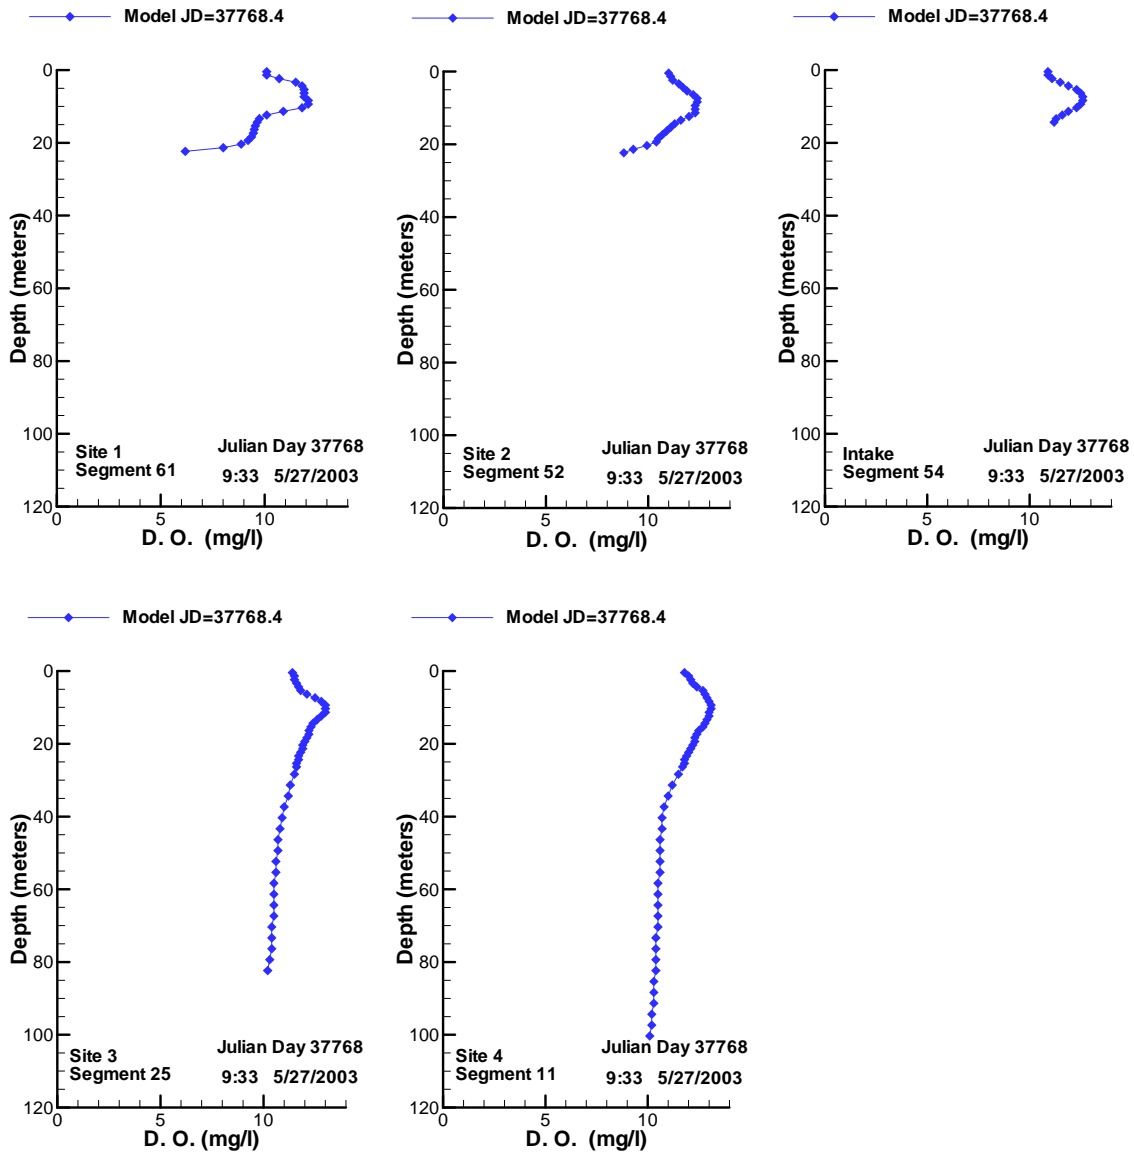 Model JD=37768.4
Model JD=37768.4
Model JD=37768.4
0
20
40
60
80
100
120
Depth (meters)
Site 1
Segment 61
Julian Day 37768
9:33 5/27/2003
0 5 10
D. O. (mg/l)
0
20
40
60
80
100
120
Depth (meters)
Site 2
Segment 52
Julian Day 37768
9:33 5/27/2003
0 5 10
D. O. (mg/l)
0
20
40
60
80
100
120
Depth (meters)
Intake
Segment 54
Julian Day 37768
9:33 5/27/2003
0 5 10
D. O. (mg/l)
Model JD=37768.4
Model JD=37768.4
0
20
40
60
80
100
120
Depth (meters)
Site 3
Segment 25
Julian Day 37768
9:33 5/27/2003
0 5 10
D. O. (mg/l)
0
20
40
60
80
100
120
Depth (meters)
Site 4
Segment 11
Julian Day 37768
9:33 5/27/2003
0 5 10
D. O. (mg/l)